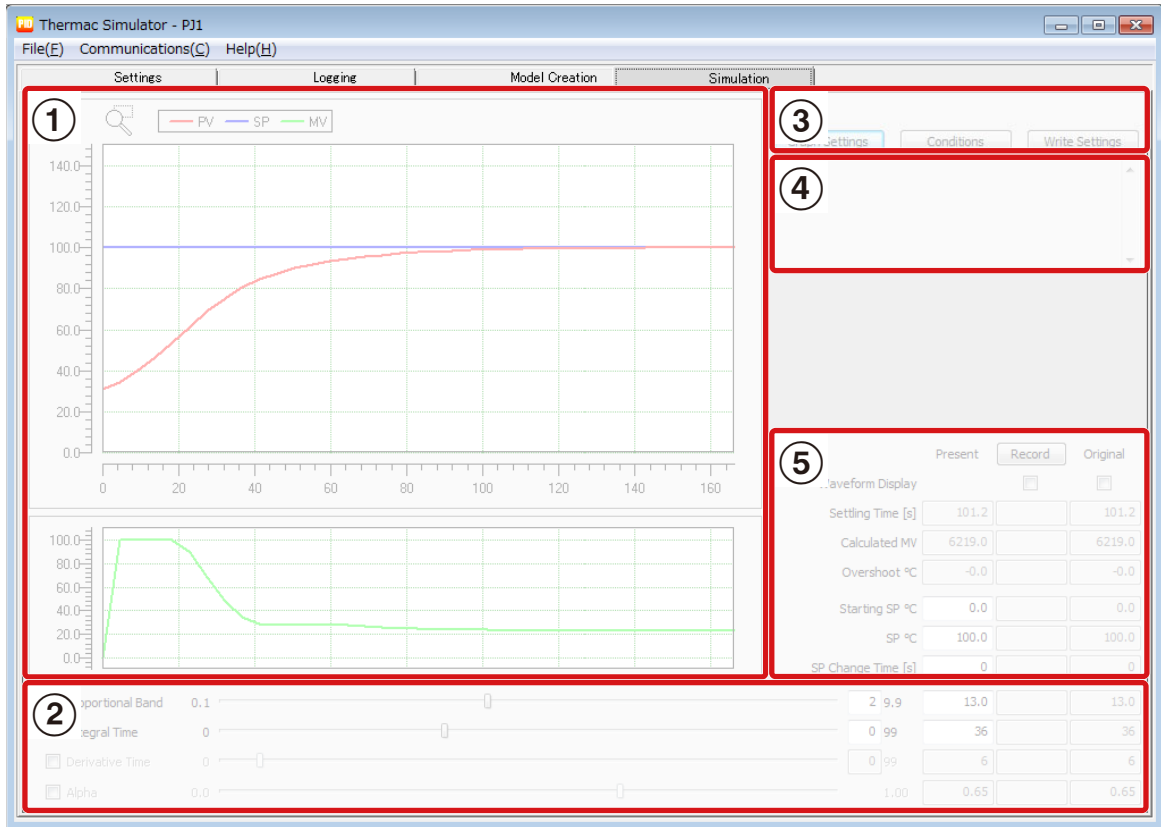 PID Thermac Simulator - PJ1
File(F) Communications(C) Help(H)
Settings Logging Model Creation Simulation
1
PV SP MV
140.0
120.0
100.0
80.0
60.0
40.0
20.0
0.0
0 20 40 60 80 100 120 140 160
100.0
80.0
60.0
40.0
20.0
0.0
3
Settings Conditions Write Settings
4
5
Present Record Original
Waveform Display
Settling Time [s] 101.2 101.2
Calculated MV 6219.0 6219.0
Overshoot °C -0.0 -0.0
Starting SP °C 0.0 0.0
SP °C 100.0 100.0
SP Change Time [s] 0 0
2
oportional Band 0.1 2 9.9 13.0 13.0
tegral Time 0 0 99 36 36
Derivative Time 0 0 99 6 6
Alpha 0.0 1.00 0.65 0.65